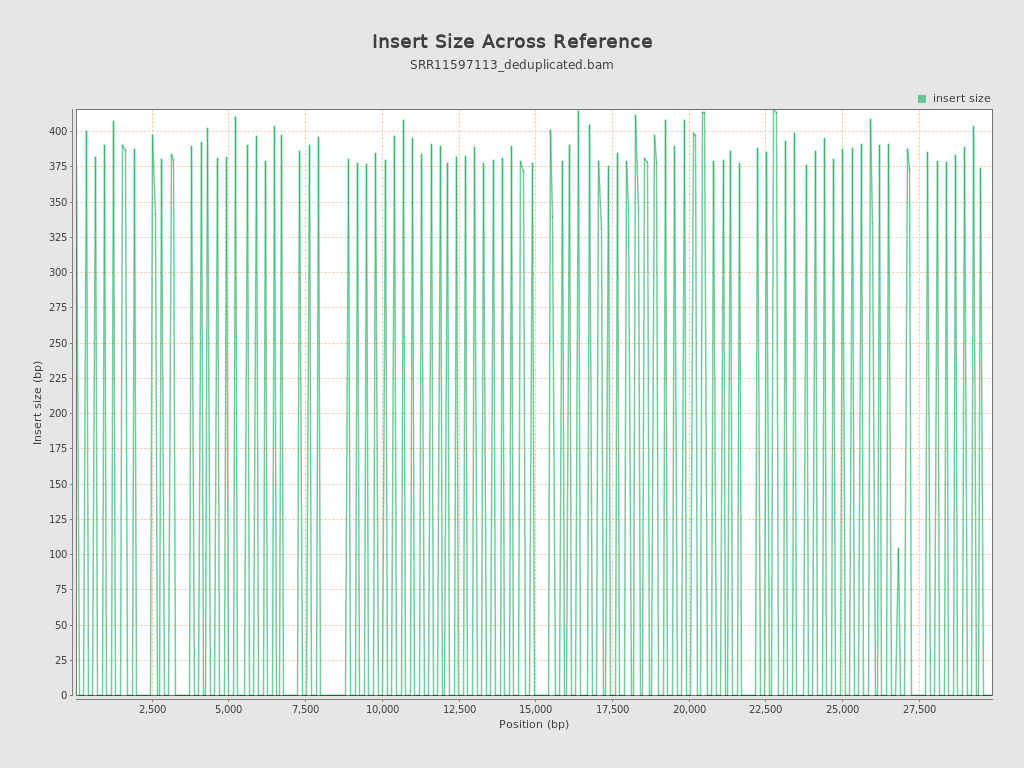 Insert Size Across Reference
SRR11597113_deduplicated.bam
insert size
400
375
350
325
300
275
250
225
200
175
150
125
100
75
50
25
0
Insert size (bp)
2,500 5,000 7,500 10,000 12,500 15,000 17,500 20,000 22,500 25,000 27,500
Position (bp)